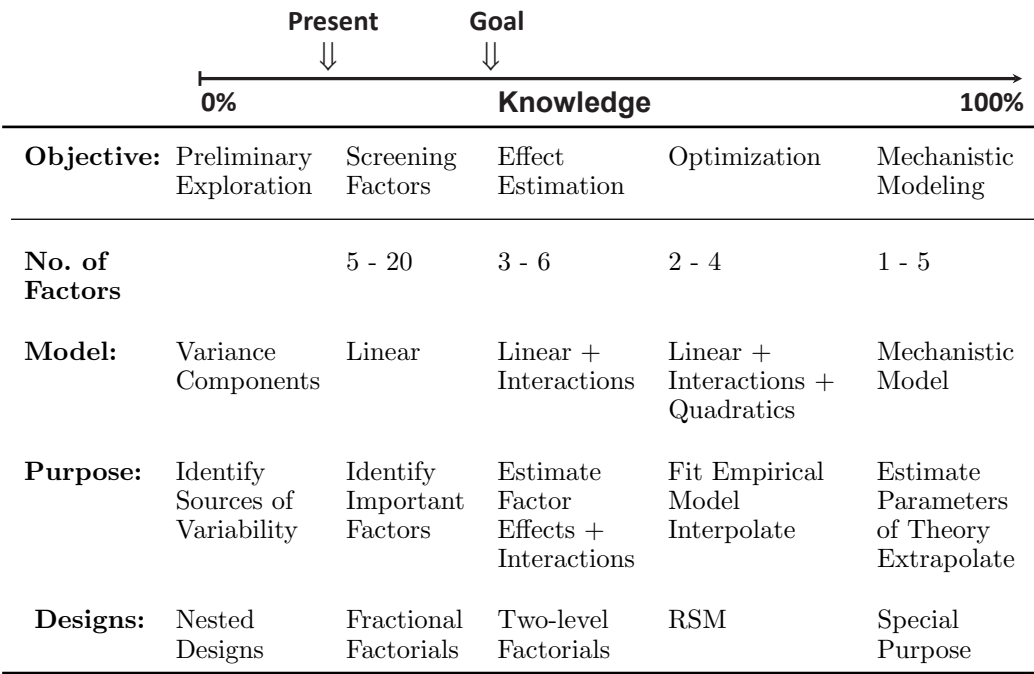 Present Goal
⇓ ⇓
0% Knowledge 100%
Objective: Preliminary Screening Effect Optimization Mechanistic
Exploration Factors Estimation Modeling
No. of 5 - 20 3 - 6 2 - 4 1 - 5
Factors
Model: Variance Linear Linear + Linear + Mechanistic
Components Interactions Interactions + Model
Quadratics
Purpose: Identify Identify Estimate Fit Empirical Estimate
Sources of Important Factor Model Parameters
Variability Factors Effects + Interpolate of Theory
Interactions Extrapolate
Designs: Nested Fractional Two-level RSM Special
Designs Factorials Factorials Purpose